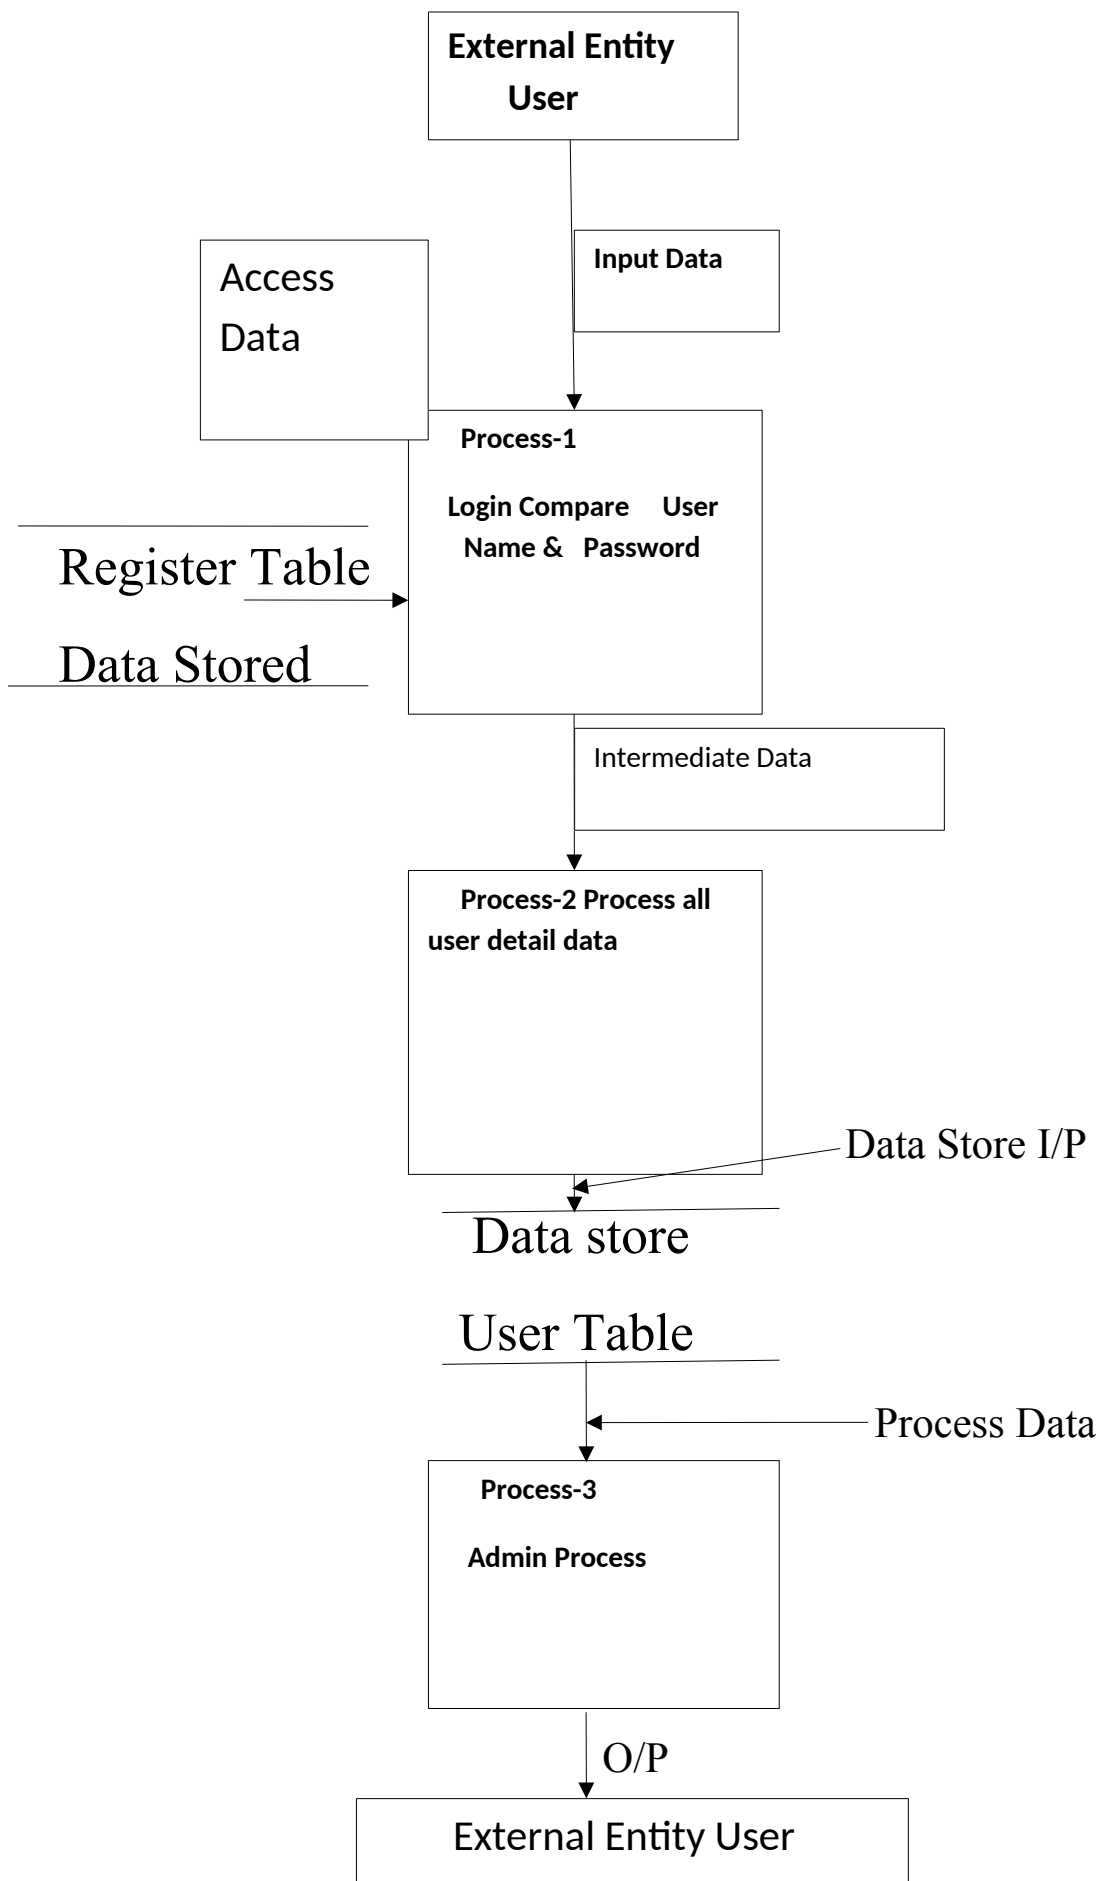 External Entity
User
Input Data
Access
Data
Process-1
Login Compare User
Name & Password
Register Table
Data Stored
Intermediate Data
Process-2 Process all
user detail data
Data Store I/P
Data store
User Table
Process Data
Process-3
Admin Process
O/P
External Entity User